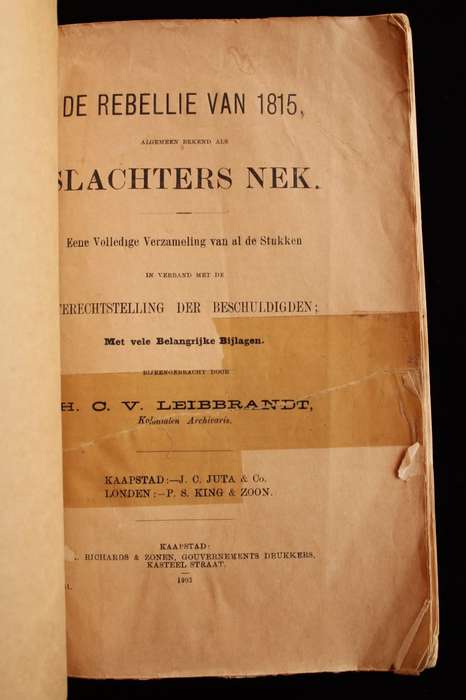 DE REBELLIE VAN 1815,
ALGEMEEN BEKEND ALS
SLACHTERS NEK.
Eene Volledige Verzameling van al de Stukken
IN VERBAND MET DE
TERECHTSTELLING DER BESCHULDIGDEN;
Met vele Belangrijke Bijlagen.
BIJEENGEBRACHT DOOR
H. C. V. LEIBBRANDT,
Kolonialen Archivaris.
KAAPSTAD:—J. C. JUTA & Co.
LONDEN:—P. S. KING & ZOON.
KAAPSTAD:
RICHARDS & ZONEN, GOUVERNEMENTS DRUKKERS,
KASTEEL STRAAT.